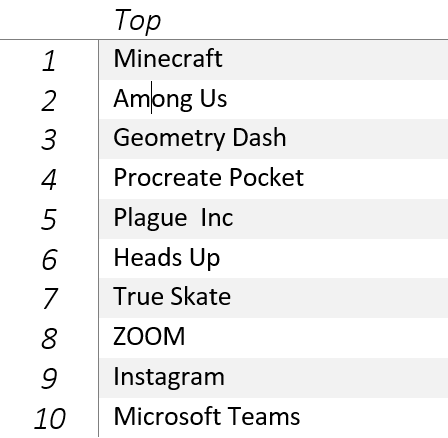 Top
1 Minecraft
2 Among Us
3 Geometry Dash
4 Procreate Pocket
5 Plague  Inc
6 Heads Up
7 True Skate
8 ZOOM
9 Instagram
10 Microsoft Teams